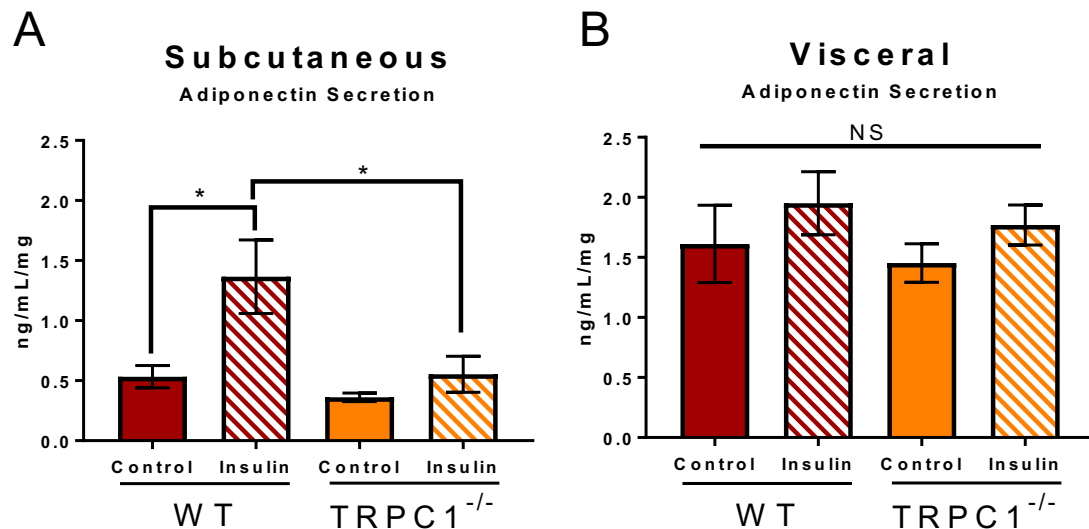 A
Subcutaneous
Adiponectin Secretion
ng/mL/mg
2.5
2.0
1.5
1.0
0.5
0.0
*
*
Control Insulin Control Insulin
WT TRPC1-/-
B
Visceral
Adiponectin Secretion
NS
ng/mL/mg
2.5
2.0
1.5
1.0
0.5
0.0
Control Insulin Control Insulin
WT TRPC1-/-